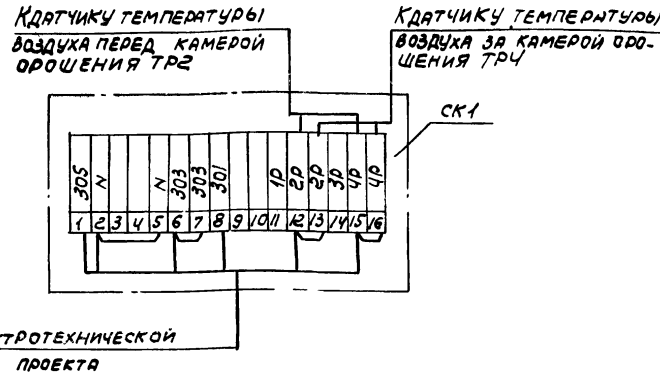 К ДАТЧИКУ ТЕМПЕРАТУРЫ
ВОЗДУХА ПЕРЕД КАМЕРОЙ
ОРОШЕНИЯ ТР2
К ДАТЧИКУ ТЕМПЕРАТУРЫ
ВОЗДУХА ЗА КАМЕРОЙ ОРО-
ШЕНИЯ ТР4
СК1
305 N N 303 303 301 1Р 2Р 2Р 3Р 4Р 4Р
1 2 3 4 5 6 7 8 9 10 11 12 13 14 15 16
ТРОТЕХНИЧЕСКОЙ
ПРОЕКТА